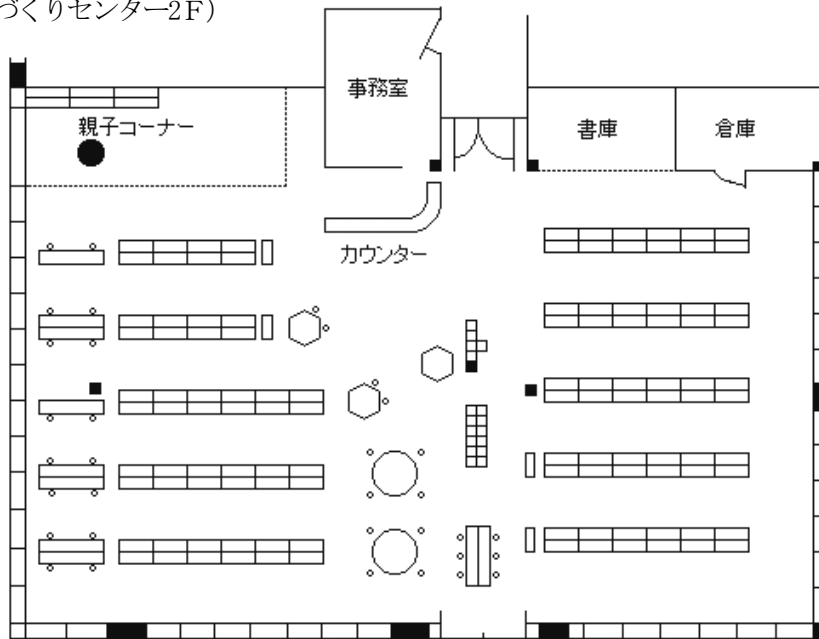 づくりセンター2F)
事務室
親子コーナー
書庫
倉庫
カウンター